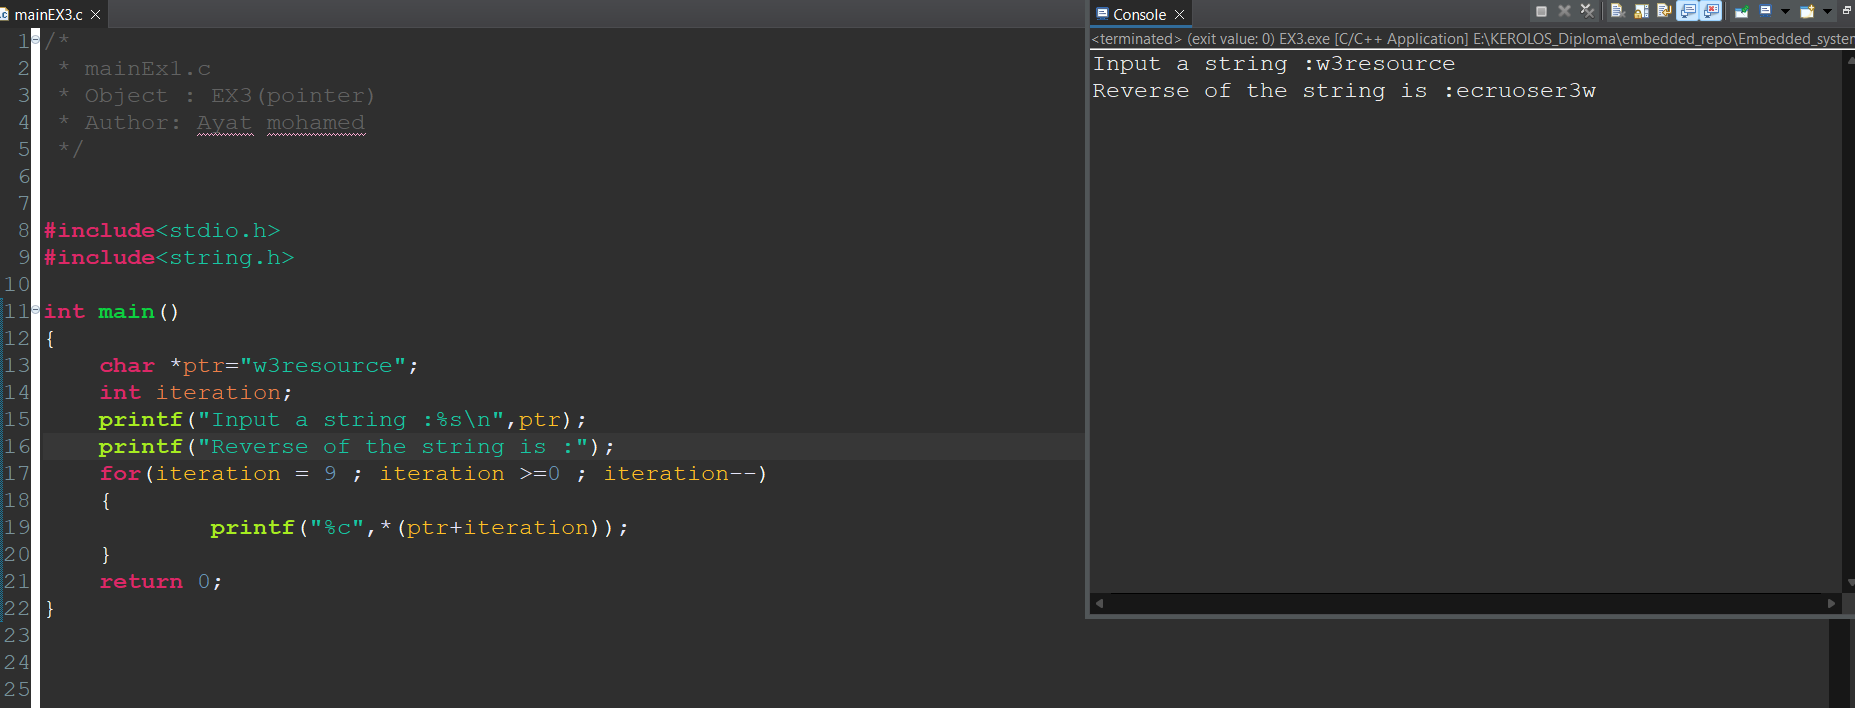 mainEX3.c
1 /*
2 * mainEx1.c
3 * Object : EX3(pointer)
4 * Author: Ayat mohamed
5 */
6
7
8 #include<stdio.h>
9 #include<string.h>
10
11 int main()
12 {
13 char *ptr="w3resource";
14 int iteration;
15 printf("Input a string :%s\n",ptr);
16 printf("Reverse of the string is :");
17 for(iteration = 9 ; iteration >=0 ; iteration--)
18 {
19 printf("%c",*(ptr+iteration));
20 }
21 return 0;
22 }
23
24
25
Console
<terminated> (exit value: 0) EX3.exe [C/C++ Application] E:\KEROLOS_Diploma\embedded_repo\Embedded_syster
Input a string :w3resource
Reverse of the string is :ecruoser3w